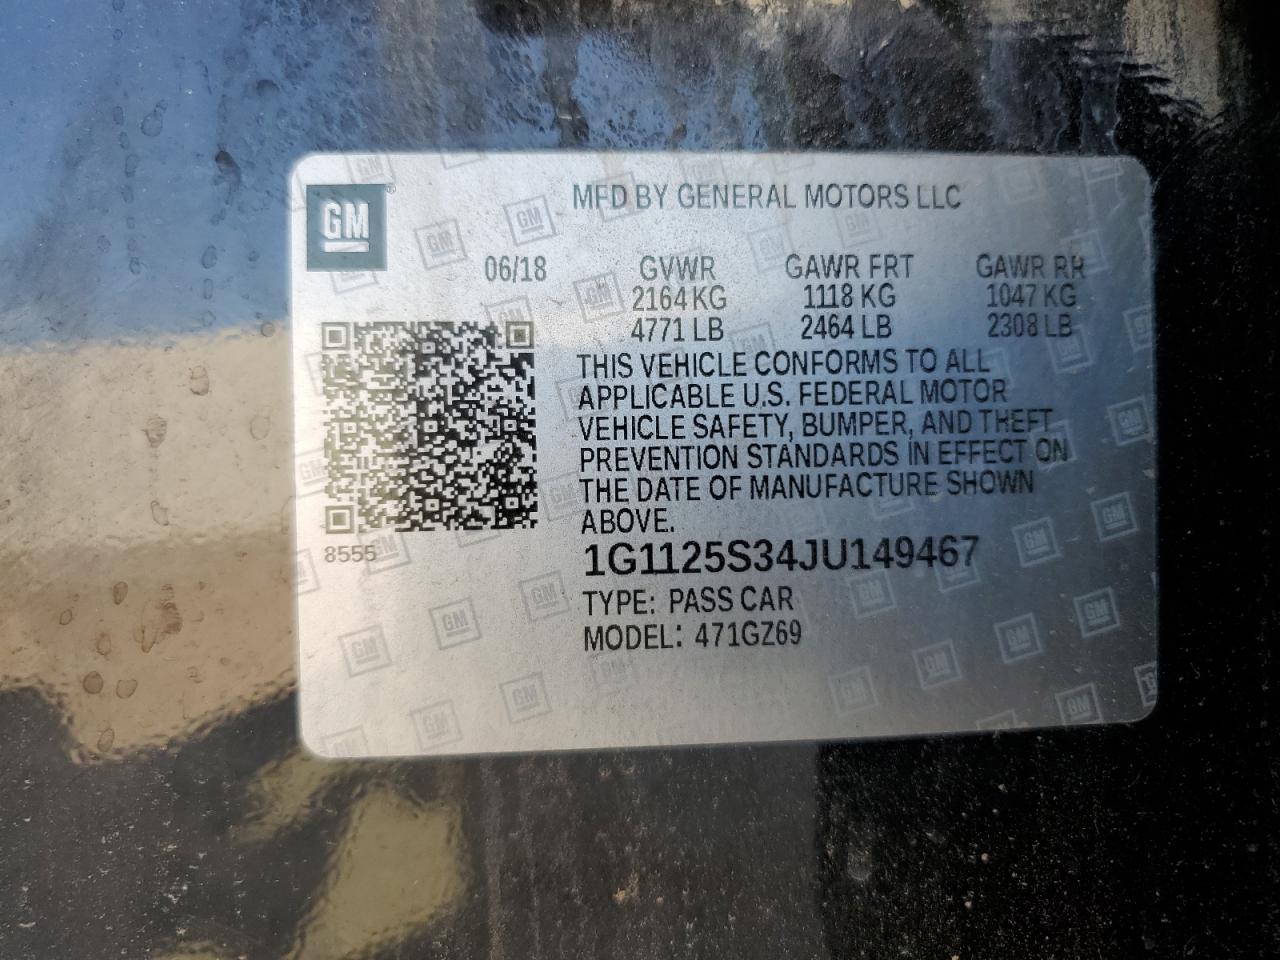 GM
MFD BY GENERAL MOTORS LLC
06/18
GVWR GAWR FRT GAWR RR
2164 KG 1118 KG 1047 KG
4771 LB 2464 LB 2308 LB
THIS VEHICLE CONFORMS TO ALL
APPLICABLE U.S. FEDERAL MOTOR
VEHICLE SAFETY, BUMPER, AND THEFT
PREVENTION STANDARDS IN EFFECT ON
THE DATE OF MANUFACTURE SHOWN
ABOVE.
8555
1G1125S34JU149467
TYPE: PASS CAR
MODEL: 471GZ69